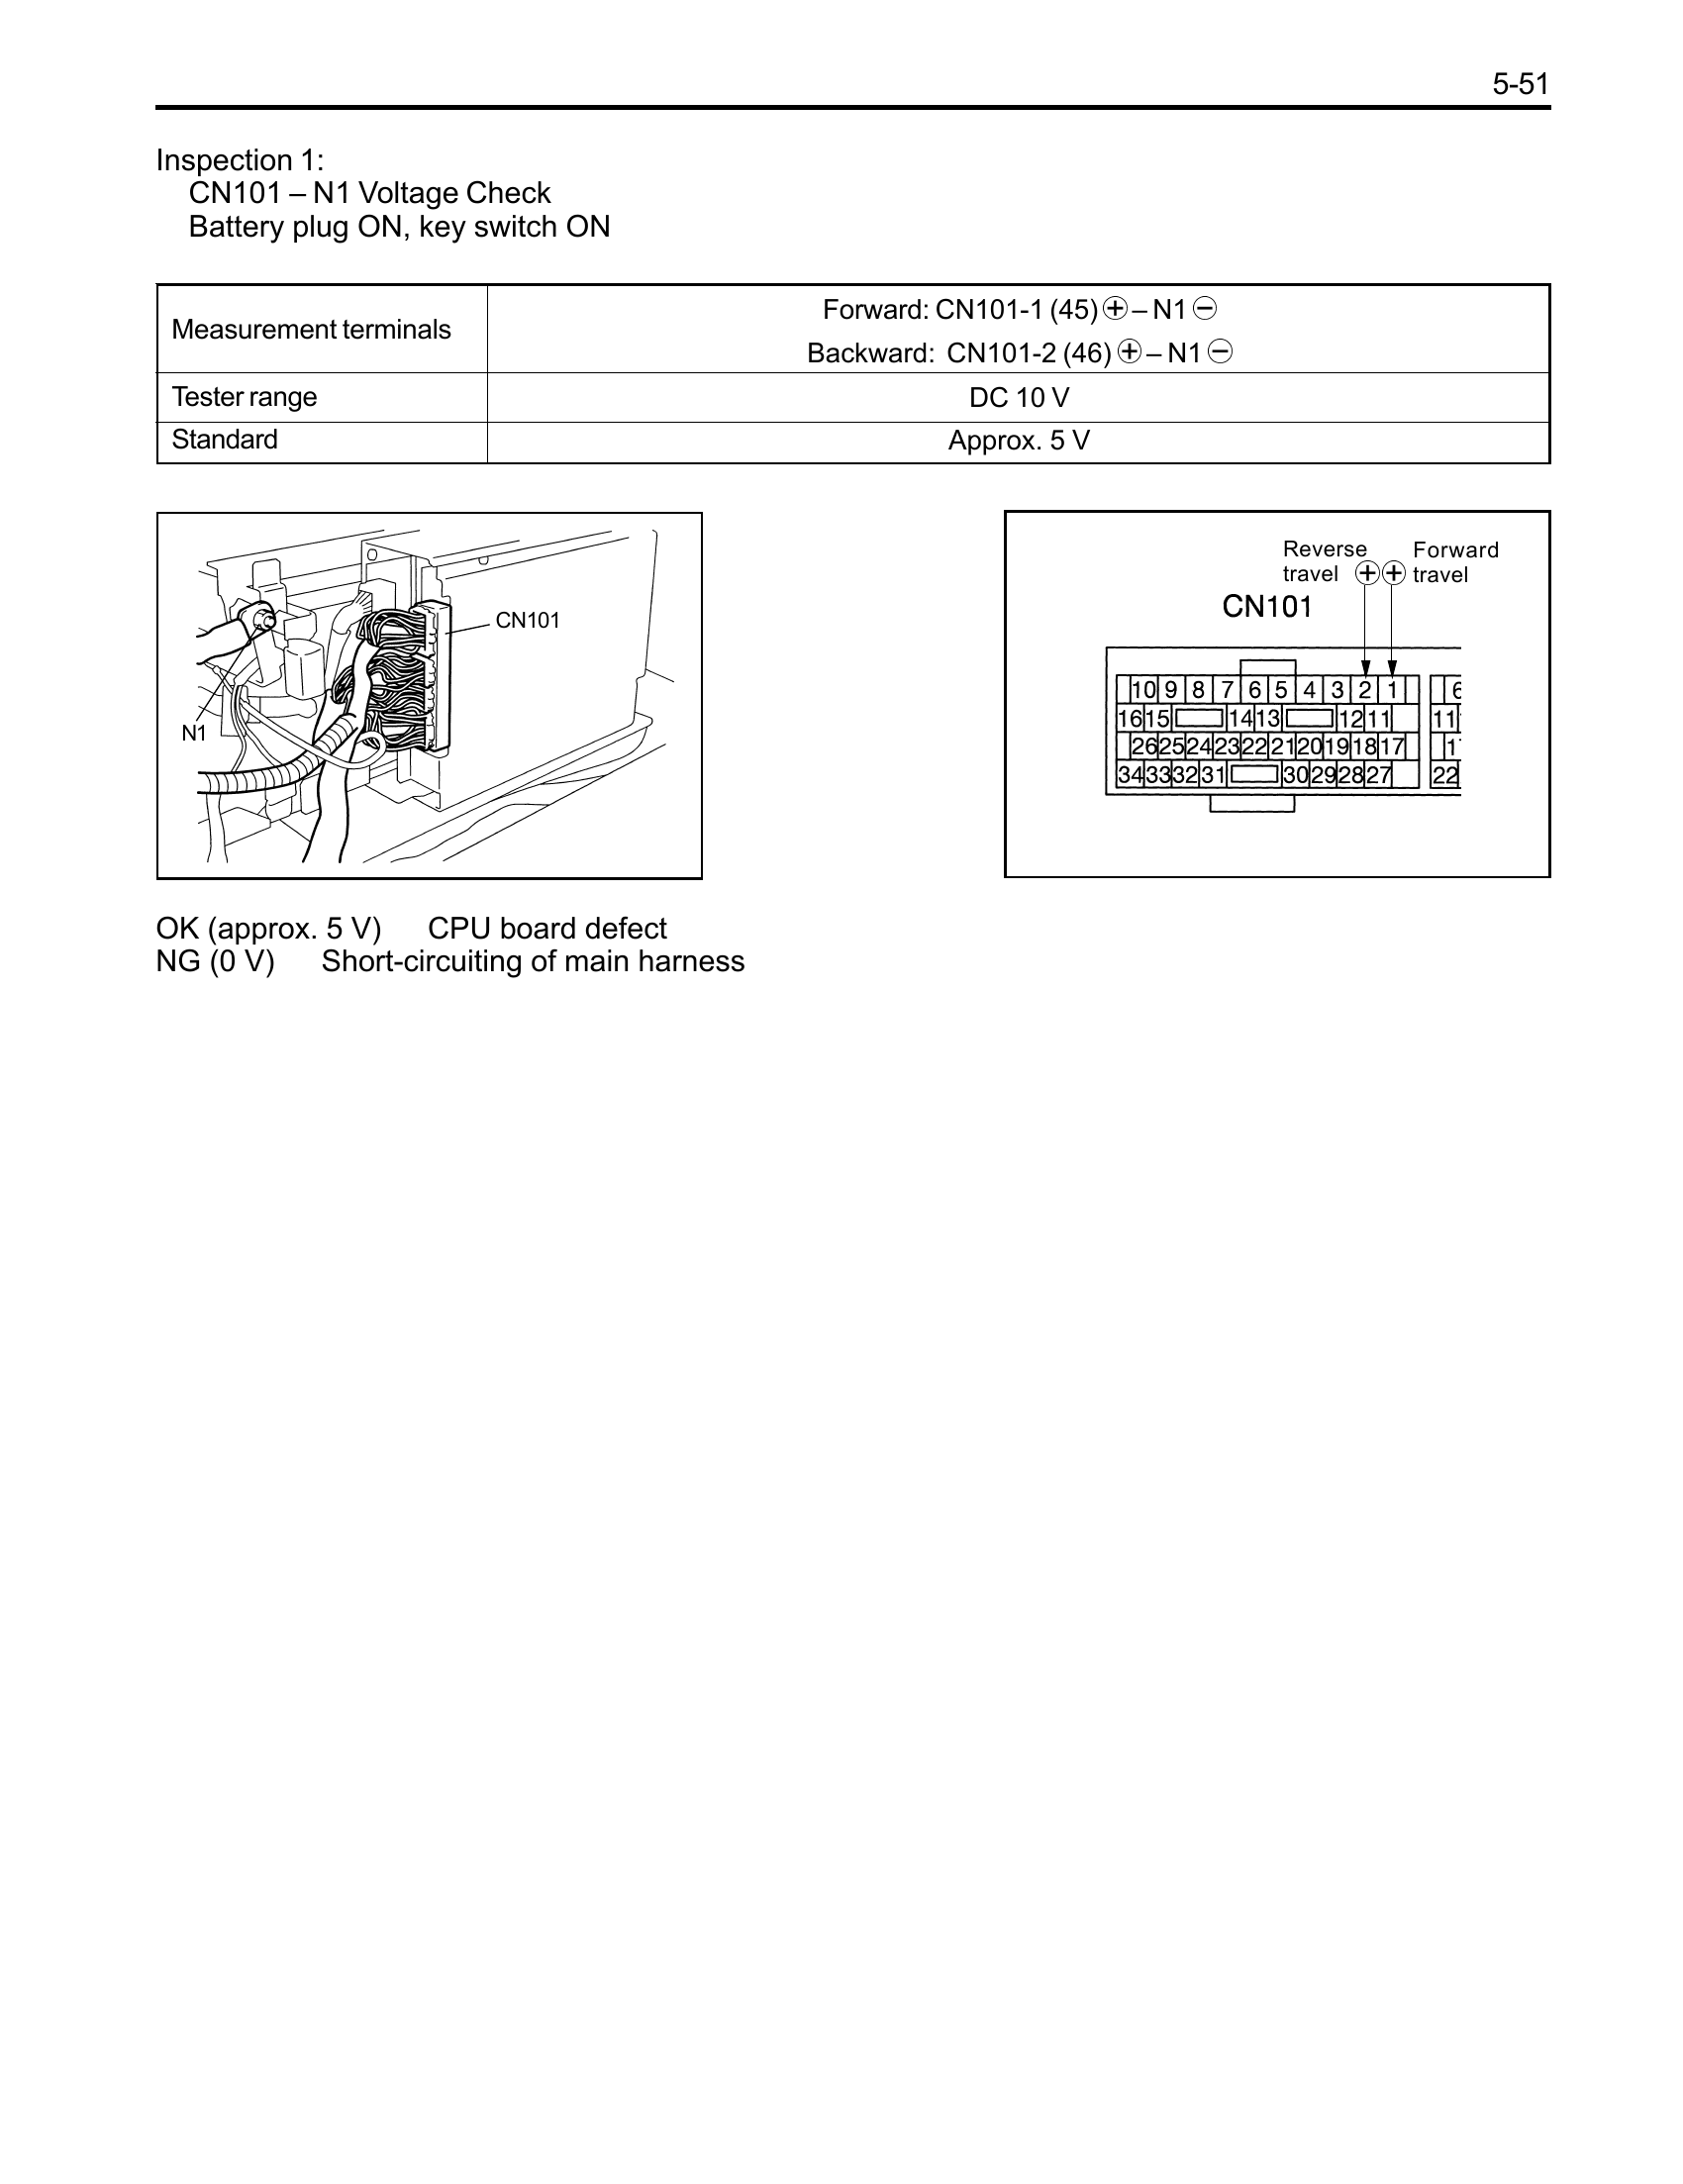 5-51
Inspection 1:
CN101 – N1 Voltage Check
Battery plug ON, key switch ON
Measurement terminals
Forward: CN101-1 (45) ⊕ – N1 ⊖
Backward: CN101-2 (46) ⊕ – N1 ⊖
Tester range
DC 10 V
Standard
Approx. 5 V
CN101
N1
Reverse travel ⊕
⊕ Forward travel
CN101
10 9 8 7 6 5 4 3 2 1
16 15 14 13 12 11
26 25 24 23 22 21 20 19 18 17
34 33 32 31 30 29 28 27
6
11
1
22
OK (approx. 5 V) CPU board defect
NG (0 V) Short-circuiting of main harness